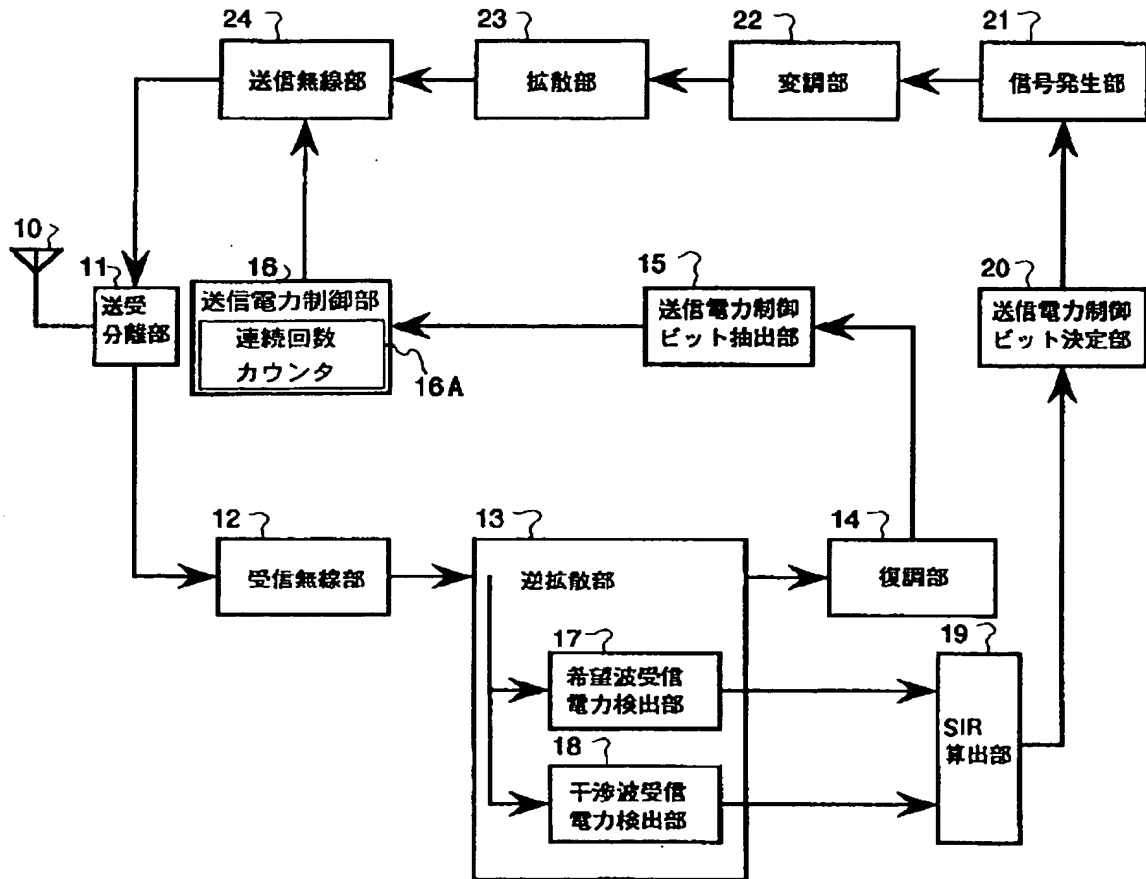 24
23
22
21
送信無線部
拡散部
変調部
信号発生部
10
11
送受
分離部
16
送信電力制御部
連続回数
カウンタ
16A
15
送信電力制御
ビット抽出部
20
送信電力制御
ビット決定部
12
受信無線部
13
逆拡散部
14
復調部
17
希望波受信
電力検出部
18
干渉波受信
電力検出部
19
SIR
算出部